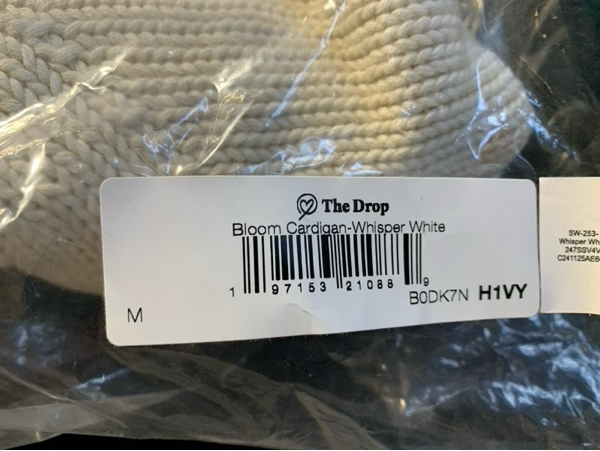 The Drop
Bloom Cardigan-Whisper White
1 97153 21088 9
B0DK7N H1VY
M
SW-253-
Whisper Wh
247SSV4V
C241125AE6